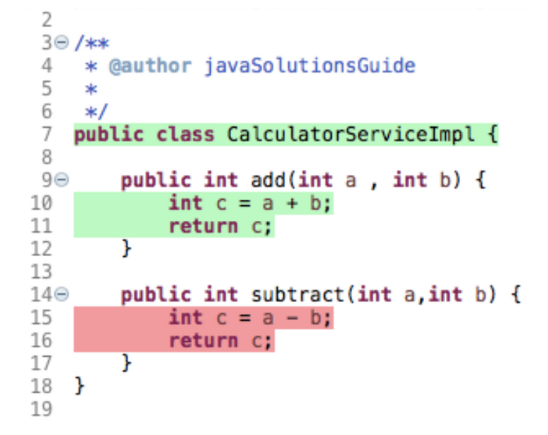 2
3 /**
4 * @author javaSolutionsGuide
5 *
6 */
7 public class CalculatorServiceImpl {
8
9 public int add(int a , int b) {
10 int c = a + b;
11 return c;
12 }
13
14 public int subtract(int a,int b) {
15 int c = a - b;
16 return c;
17 }
18 }
19